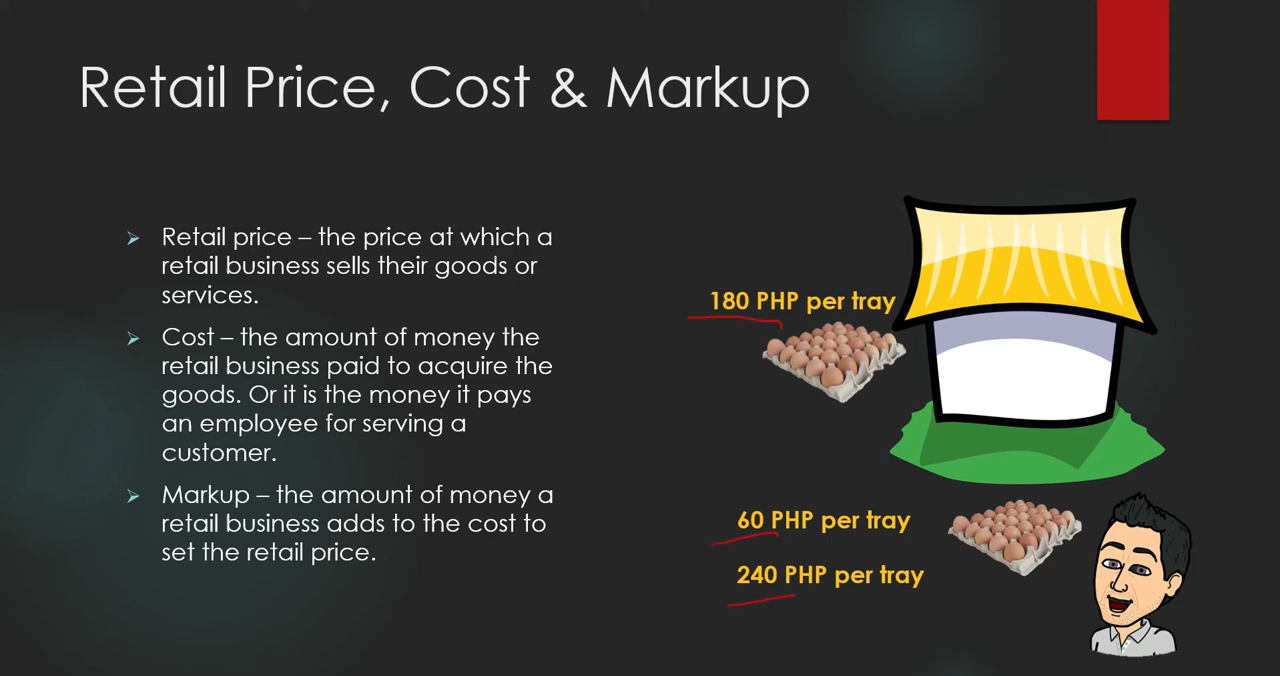 Retail Price, Cost & Markup
➢ Retail price – the price at which a
retail business sells their goods or
services.
➢ Cost – the amount of money the
retail business paid to acquire the
goods. Or it is the money it pays
an employee for serving a
customer.
➢ Markup – the amount of money a
retail business adds to the cost to
set the retail price.
180 PHP per tray
60 PHP per tray
240 PHP per tray